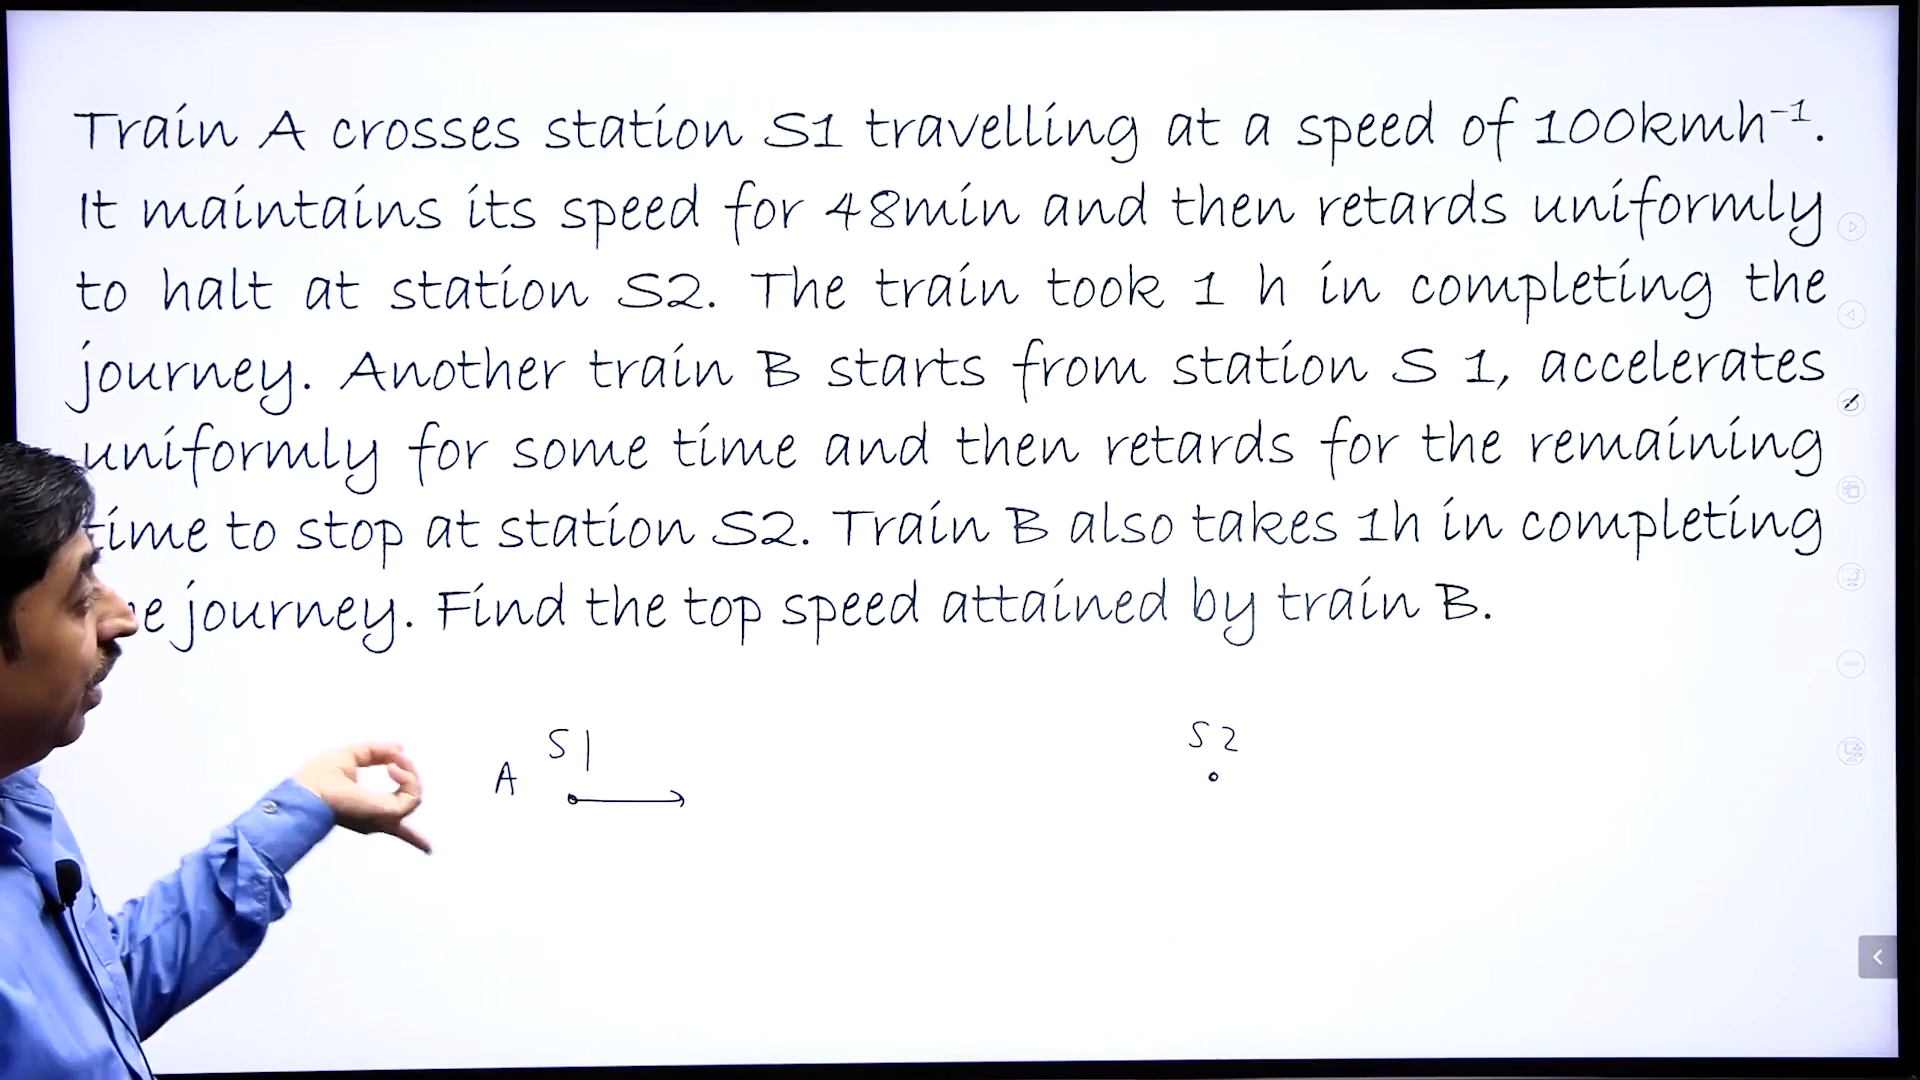 Train A crosses station S1 travelling at a speed of 100kmh⁻¹.
It maintains its speed for 48min and then retards uniformly
to halt at station S2. The train took 1 h in completing the
journey. Another train B starts from station S 1, accelerates
uniformly for some time and then retards for the remaining
time to stop at station S2. Train B also takes 1h in completing
journey. Find the top speed attained by train B.
S1
S2
A